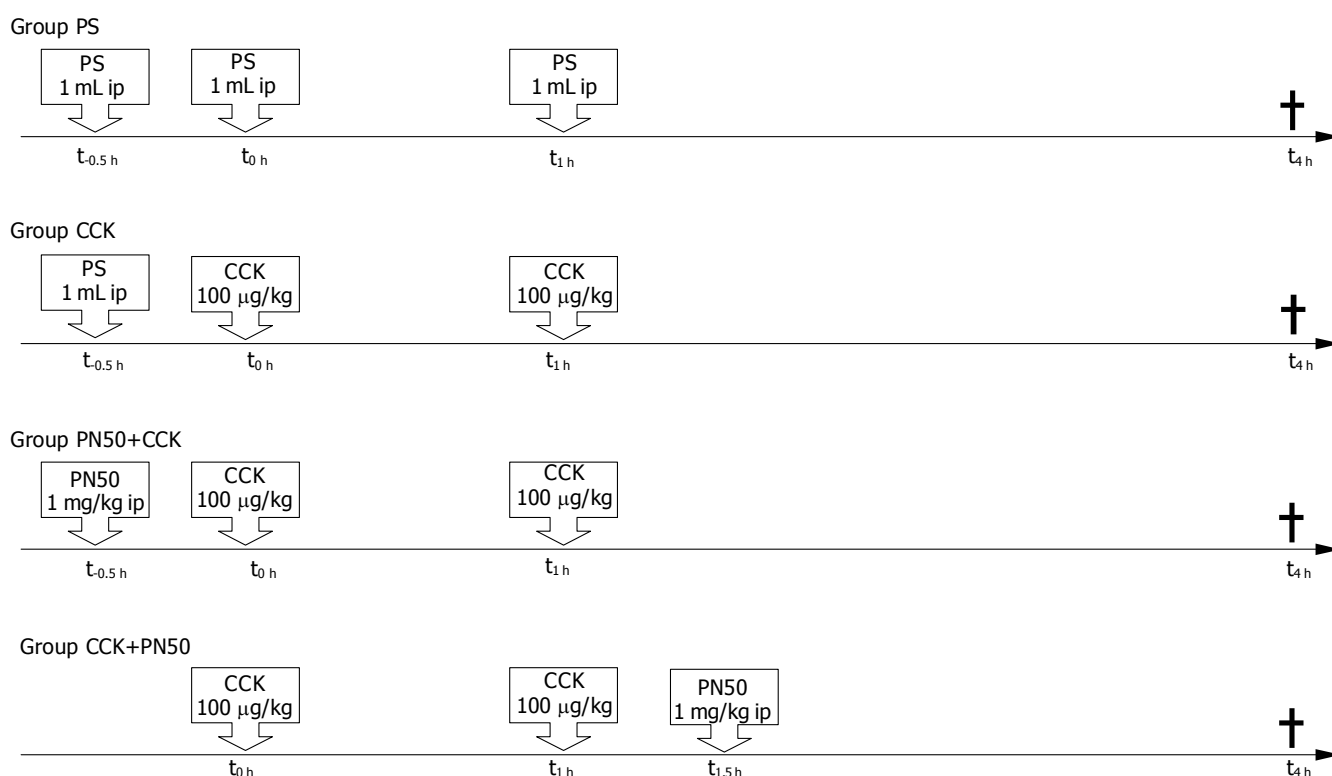 Group PS
PS
1 mL ip
PS
1 mL ip
PS
1 mL ip
t-0.5 h
t0 h
t1 h
t4 h
Group CCK
PS
1 mL ip
CCK
100 μg/kg
CCK
100 μg/kg
t-0.5 h
t0 h
t1 h
t4 h
Group PN50+CCK
PN50
1 mg/kg ip
CCK
100 μg/kg
CCK
100 μg/kg
t-0.5 h
t0 h
t1 h
t4 h
Group CCK+PN50
CCK
100 μg/kg
CCK
100 μg/kg
PN50
1 mg/kg ip
t0 h
t1 h
t1.5 h
t4 h